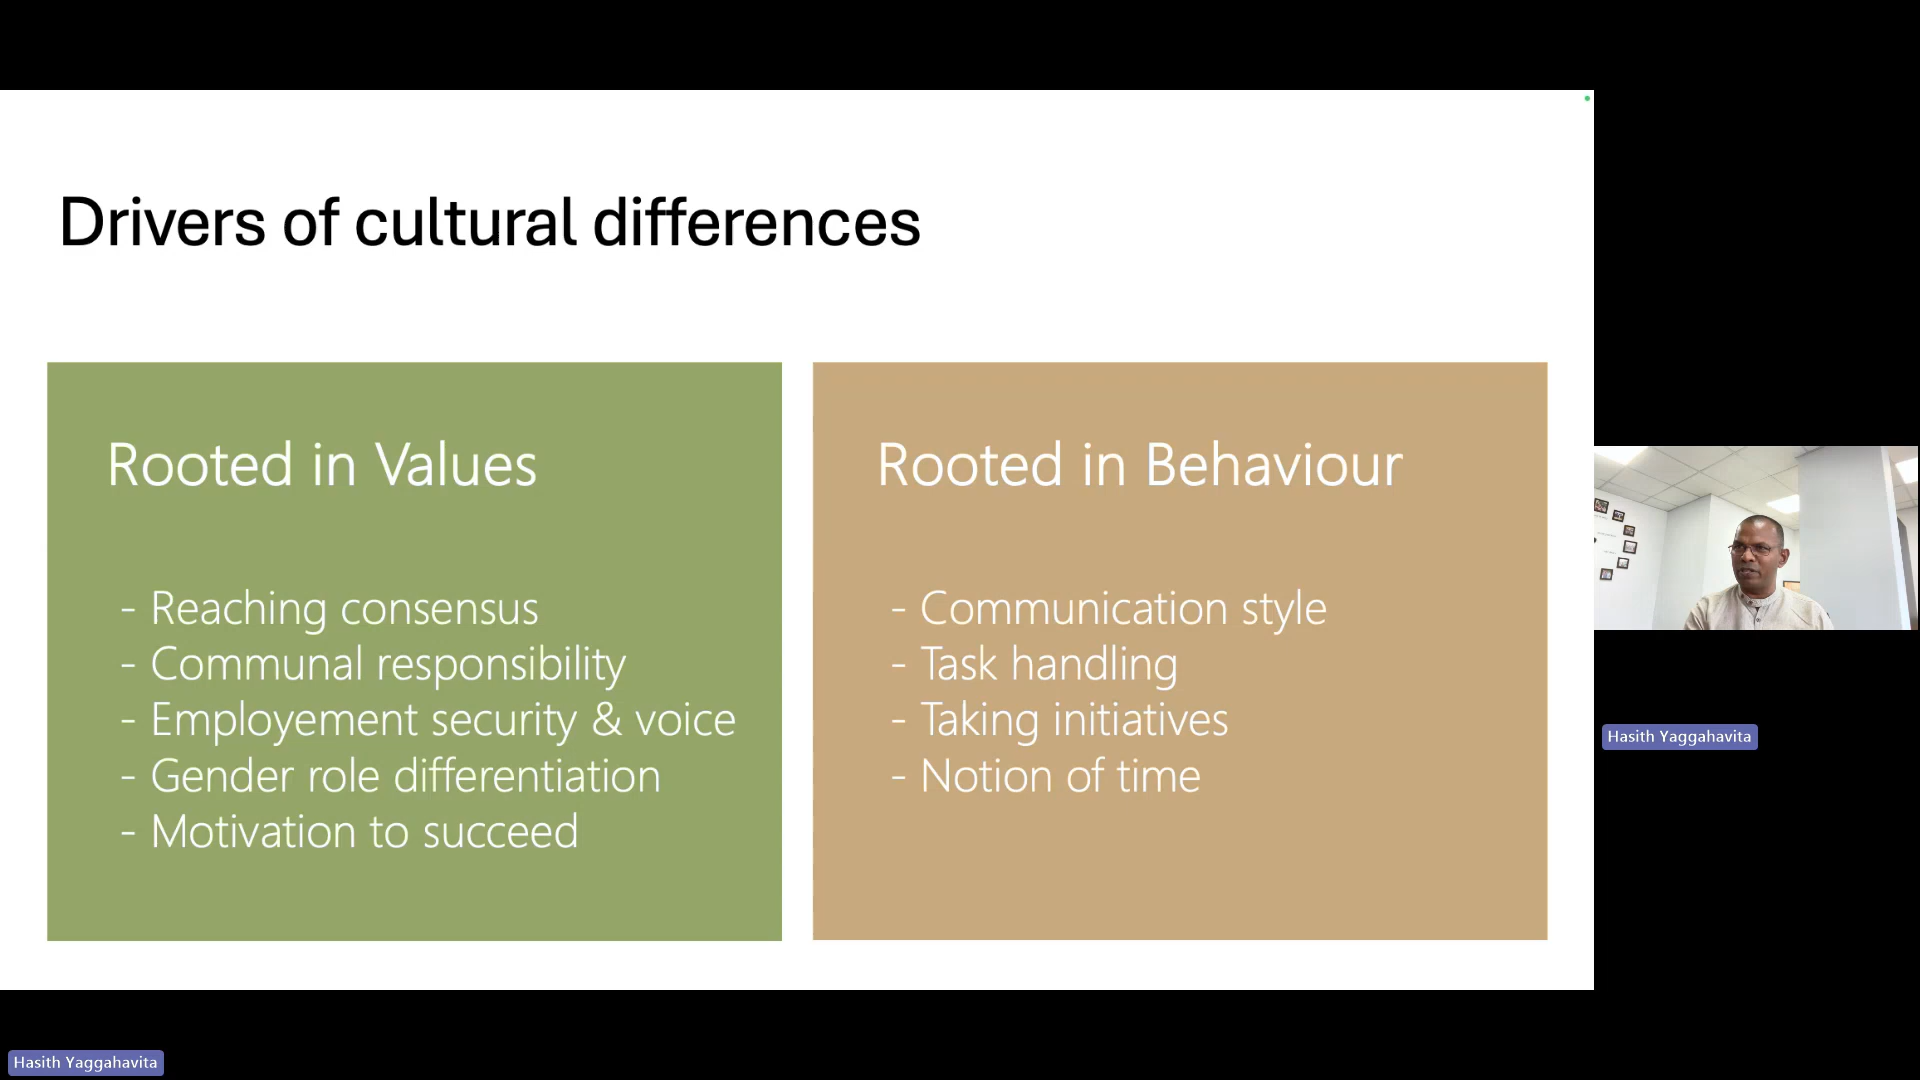 Drivers of cultural differences
Rooted in Values
- Reaching consensus
- Communal responsibility
- Employement security & voice
- Gender role differentiation
- Motivation to succeed
Rooted in Behaviour
- Communication style
- Task handling
- Taking initiatives
- Notion of time
Hasith Yaggahavita
Hasith Yaggahavita